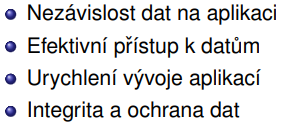 Nezávislost dat na aplikaci
Efektivní přístup k datům
Urychlení vývoje aplikací
Integrita a ochrana dat